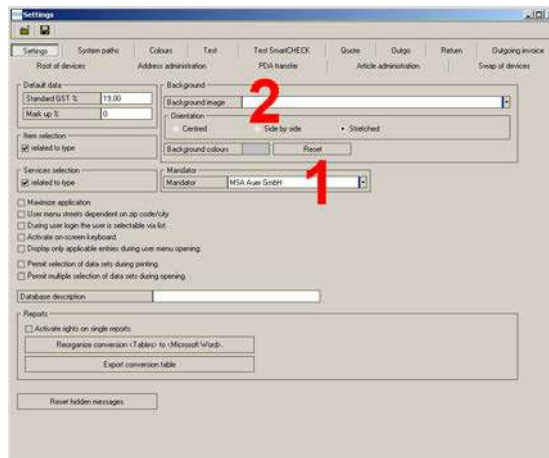 Settings
Settings System paths Colours Test Test SmartCHECK Quote Outgo Return Outgoing invoice
Root of devices Address administration PDA transfer Article administration Swap of devices
Default data
Standard GST % 19.00
Mark up % 0
Background
Background image
2
Orientation
Centred Side by side Stretched
Background colours Reset
Item selection
related to type
Services selection
related to type
Mandator
Mandator MSA Auer GmbH
1
Maximize application
User menu streets dependent on zip code/city
During user login the user is selectable via list.
Activate on-screen keyboard.
Display only applicable entries during user menu opening.
Permit selection of data sets during printing.
Permit multiple selection of data sets during opening.
Database description
Reports
Activate rights on single reports
Reorganize conversion <Tables> to <Microsoft Word>.
Export conversion table
Reset hidden messages